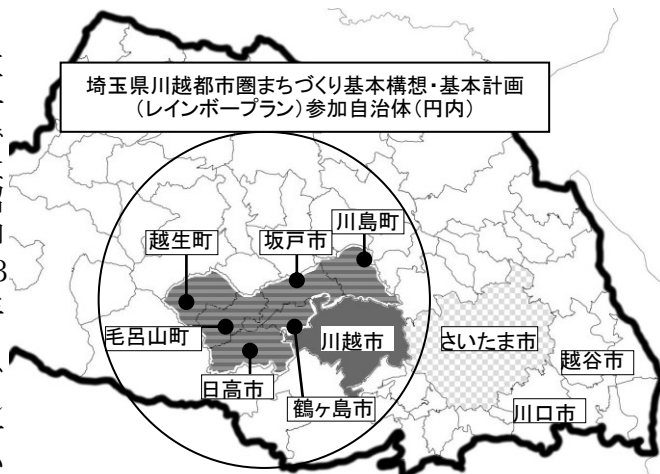 埼玉県川越都市圏まちづくり基本構想・基本計画
(レインボープラン)参加自治体(円内)
川島町
越生町
坂戸市
毛呂山町
川越市
さいたま市
越谷市
日高市
鶴ヶ島市
川口市